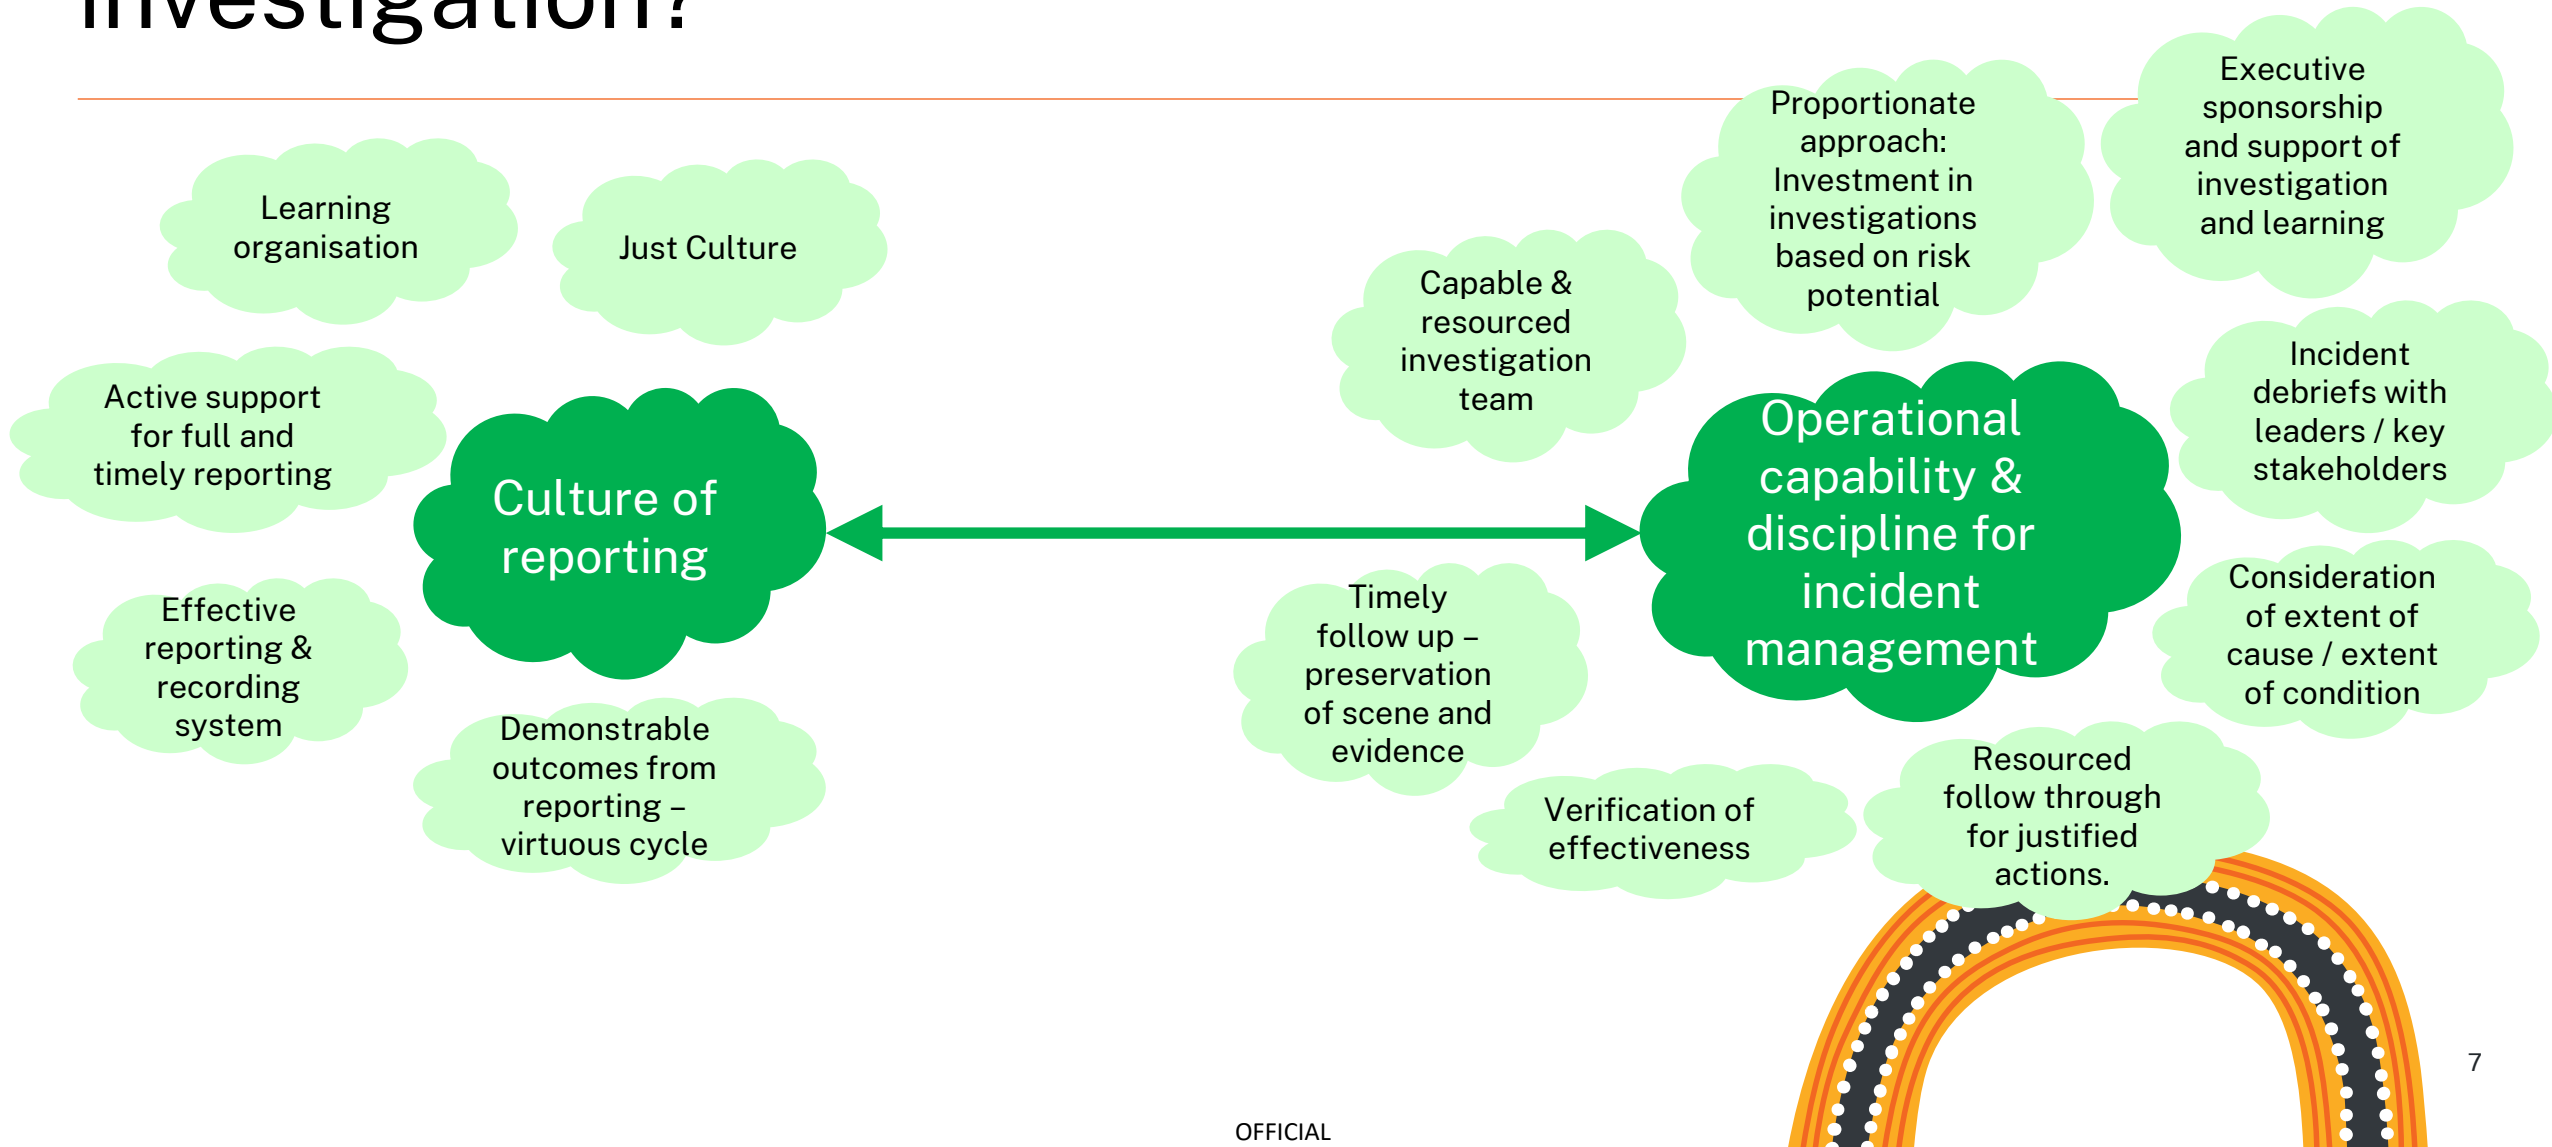 investigation?
Learning
organisation
Just Culture
Active support
for full and
timely reporting
Culture of
reporting
Effective
reporting &
recording
system
Demonstrable
outcomes from
reporting –
virtuous cycle
Capable &
resourced
investigation
team
Proportionate
approach:
Investment in
investigations
based on risk
potential
Executive
sponsorship
and support of
investigation
and learning
Operational
capability &
discipline for
incident
management
Incident
debriefs with
leaders / key
stakeholders
Consideration
of extent of
cause / extent
of condition
Timely
follow up –
preservation
of scene and
evidence
Verification of
effectiveness
Resourced
follow through
for justified
actions.
7
OFFICIAL